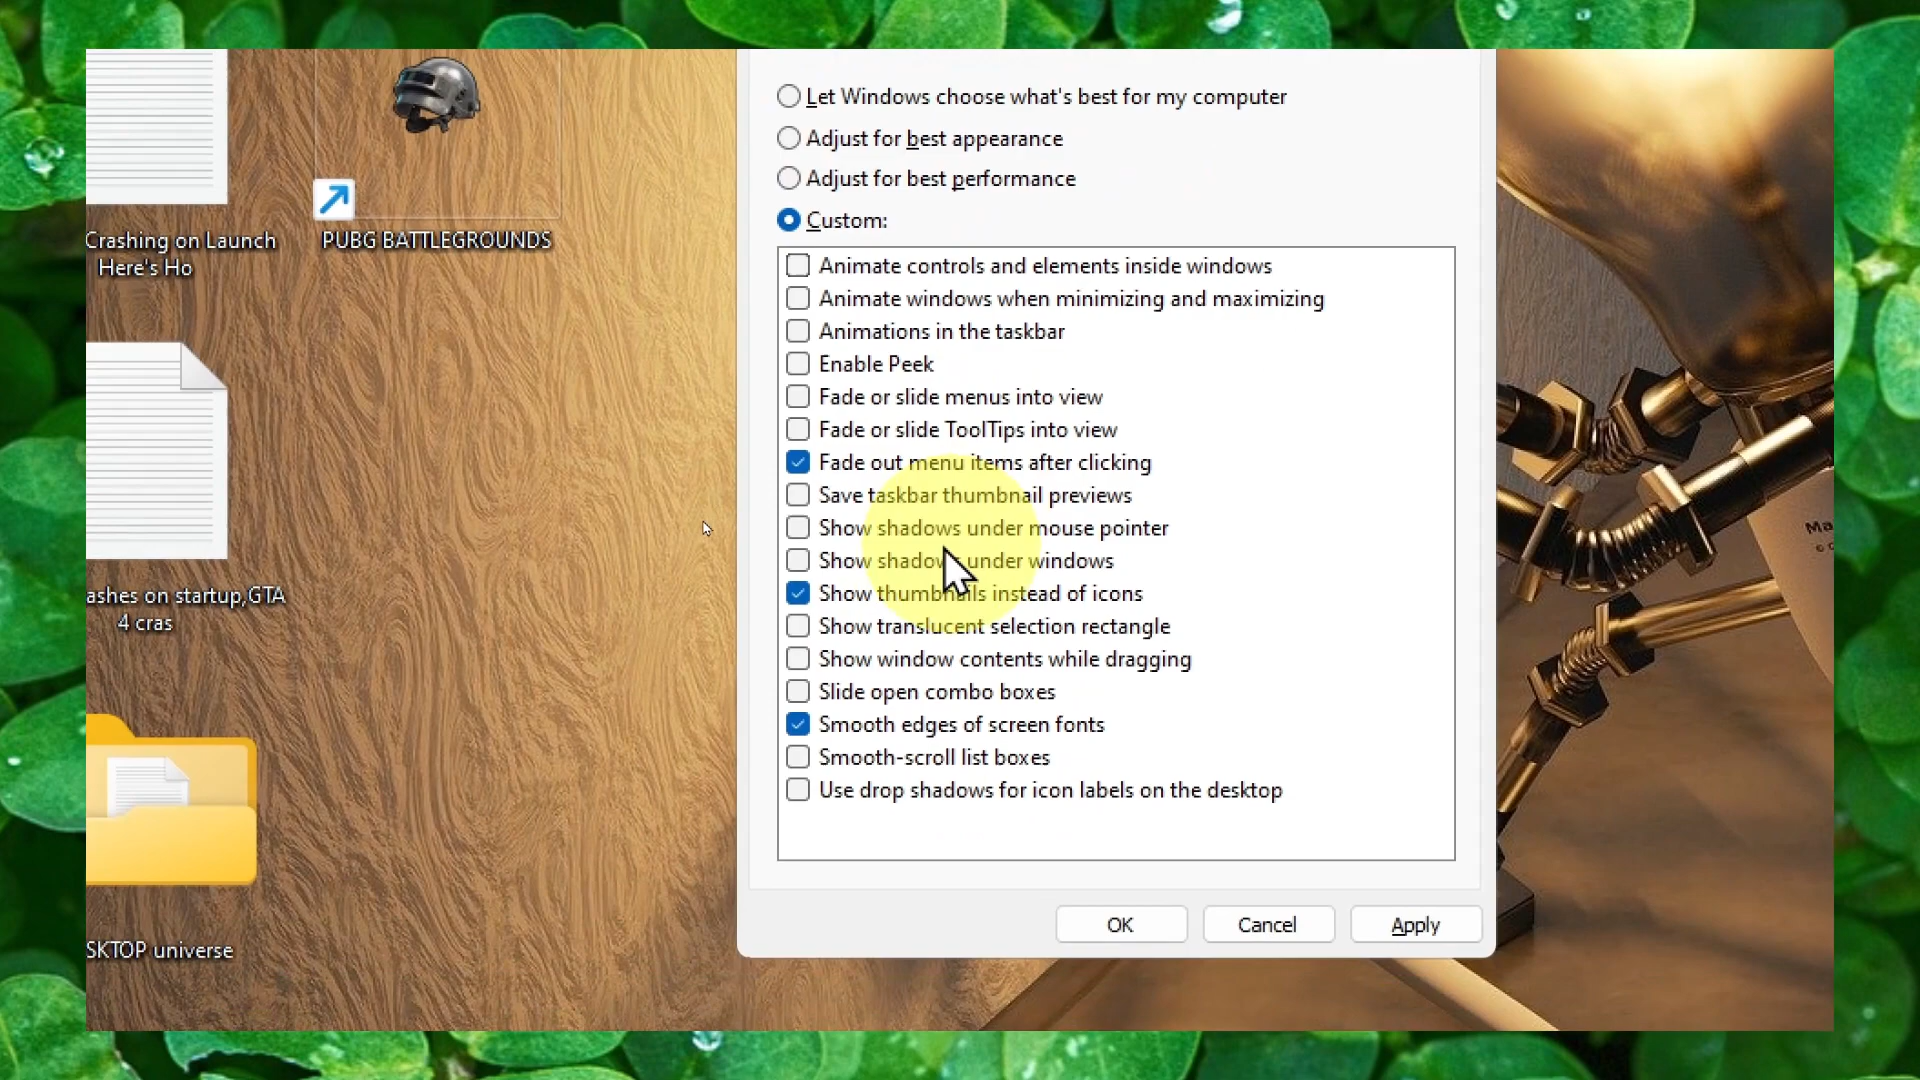 Crashing on Launch
Here's Ho
PUBG BATTLEGROUNDS
ashes on startup,GTA
4 cras
SKTOP universe
Let Windows choose what's best for my computer
Adjust for best appearance
Adjust for best performance
Custom:
Animate controls and elements inside windows
Animate windows when minimizing and maximizing
Animations in the taskbar
Enable Peek
Fade or slide menus into view
Fade or slide ToolTips into view
Fade out menu items after clicking
Save taskbar thumbnail previews
Show shadows under mouse pointer
Show shadows under windows
Show thumbnails instead of icons
Show translucent selection rectangle
Show window contents while dragging
Slide open combo boxes
Smooth edges of screen fonts
Smooth-scroll list boxes
Use drop shadows for icon labels on the desktop
OK
Cancel
Apply
Ma